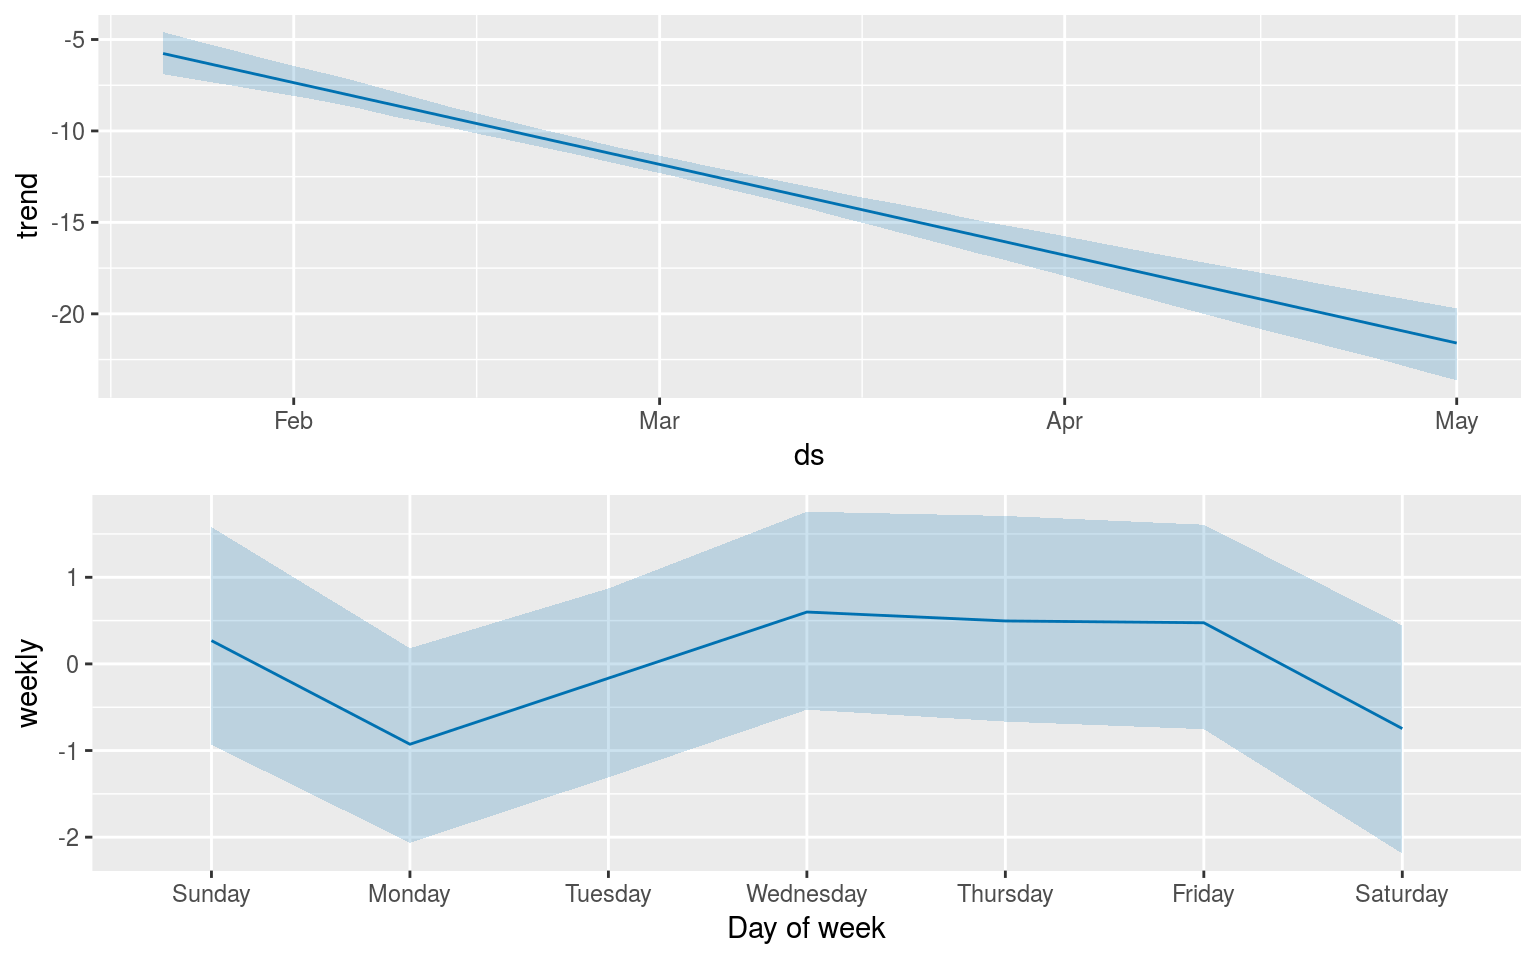 -5
-10
-15
-20
trend
Feb Mar Apr May
ds
1
0
-1
-2
weekly
Sunday Monday Tuesday Wednesday Thursday Friday Saturday
Day of week